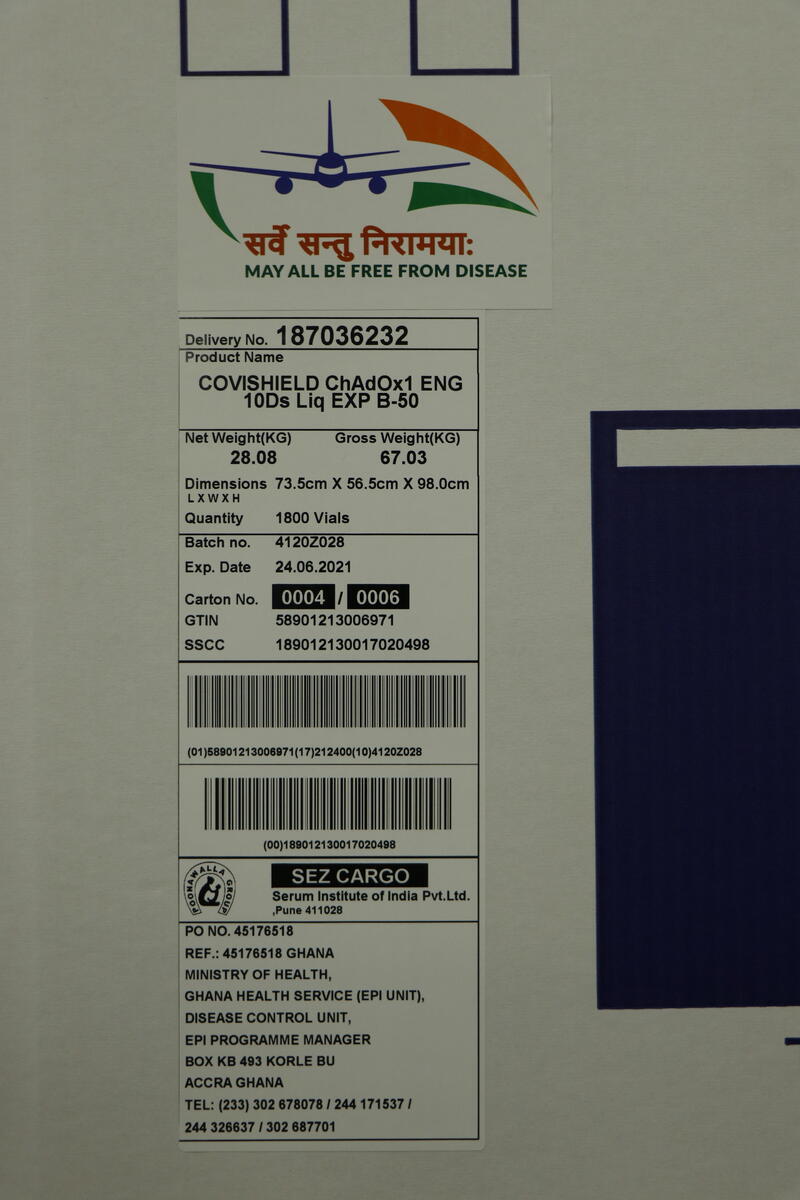 सर्वे सन्तु निरामया:
MAY ALL BE FREE FROM DISEASE
Delivery No. 187036232
Product Name
COVISHIELD ChAdOx1 ENG
10Ds Liq EXP B-50
Net Weight(KG) Gross Weight(KG)
28.08 67.03
Dimensions 73.5cm X 56.5cm X 98.0cm
L X W X H
Quantity 1800 Vials
Batch no. 4120Z028
Exp. Date 24.06.2021
Carton No. 0004 / 0006
GTIN 58901213006971
SSCC 189012130017020498
(01)58901213006971(17)212400(10)4120Z028
(00)189012130017020498
POONAWALLA GROUP
SEZ CARGO
Serum Institute of India Pvt.Ltd.
,Pune 411028
PO NO. 45176518
REF.: 45176518 GHANA
MINISTRY OF HEALTH,
GHANA HEALTH SERVICE (EPI UNIT),
DISEASE CONTROL UNIT,
EPI PROGRAMME MANAGER
BOX KB 493 KORLE BU
ACCRA GHANA
TEL: (233) 302 678078 / 244 171537 /
244 326637 / 302 687701